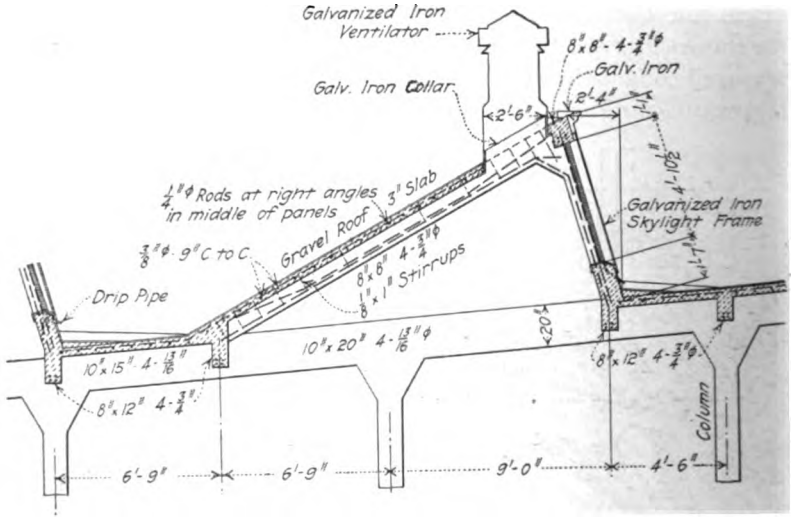 Galvanized Iron
Ventilator
8"x8"-4-3/4"ϕ
Galv. Iron
Galv. Iron Collar
2'-6"
2'-4"
4'-10 1/2"
1/4"ϕ Rods at right angles
in middle of panels
3" Slab
Gravel Roof
Galvanized Iron
Skylight Frame
3/8"ϕ-9"C. to C.
8"x8" 4-3/4"ϕ
1/8"x1" Stirrups
1'-7"
Drip Pipe
20"
10"x15"-4-13/16
10"x20" 4-13/16"ϕ
8"x12" 4-3/4"ϕ
8"x12" 4-3/4
Column
6'-9"
6'-9"
9'-0"
4'-6"